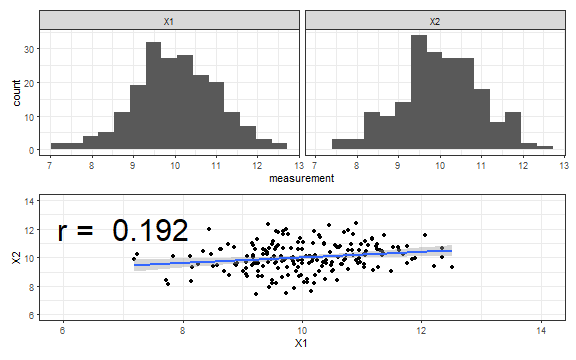 X1 X2
30
20
10
0
count
7 8 9 10 11 12 13 7 8 9 10 11 12 13
measurement
14
12
10
8
6
X2
r = 0.192
6 8 10 12 14
X1